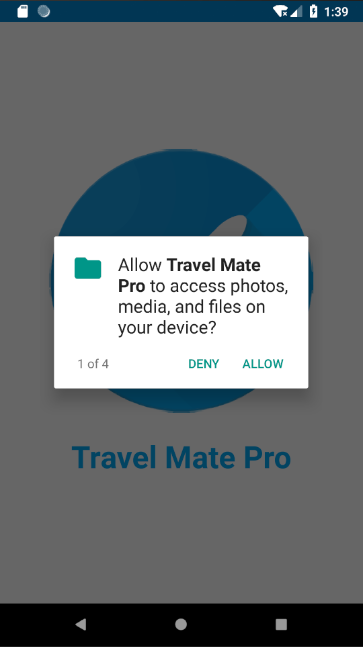 1:39
Allow Travel Mate
Pro to access photos,
media, and files on
your device?
1 of 4
DENY
ALLOW
Travel Mate Pro